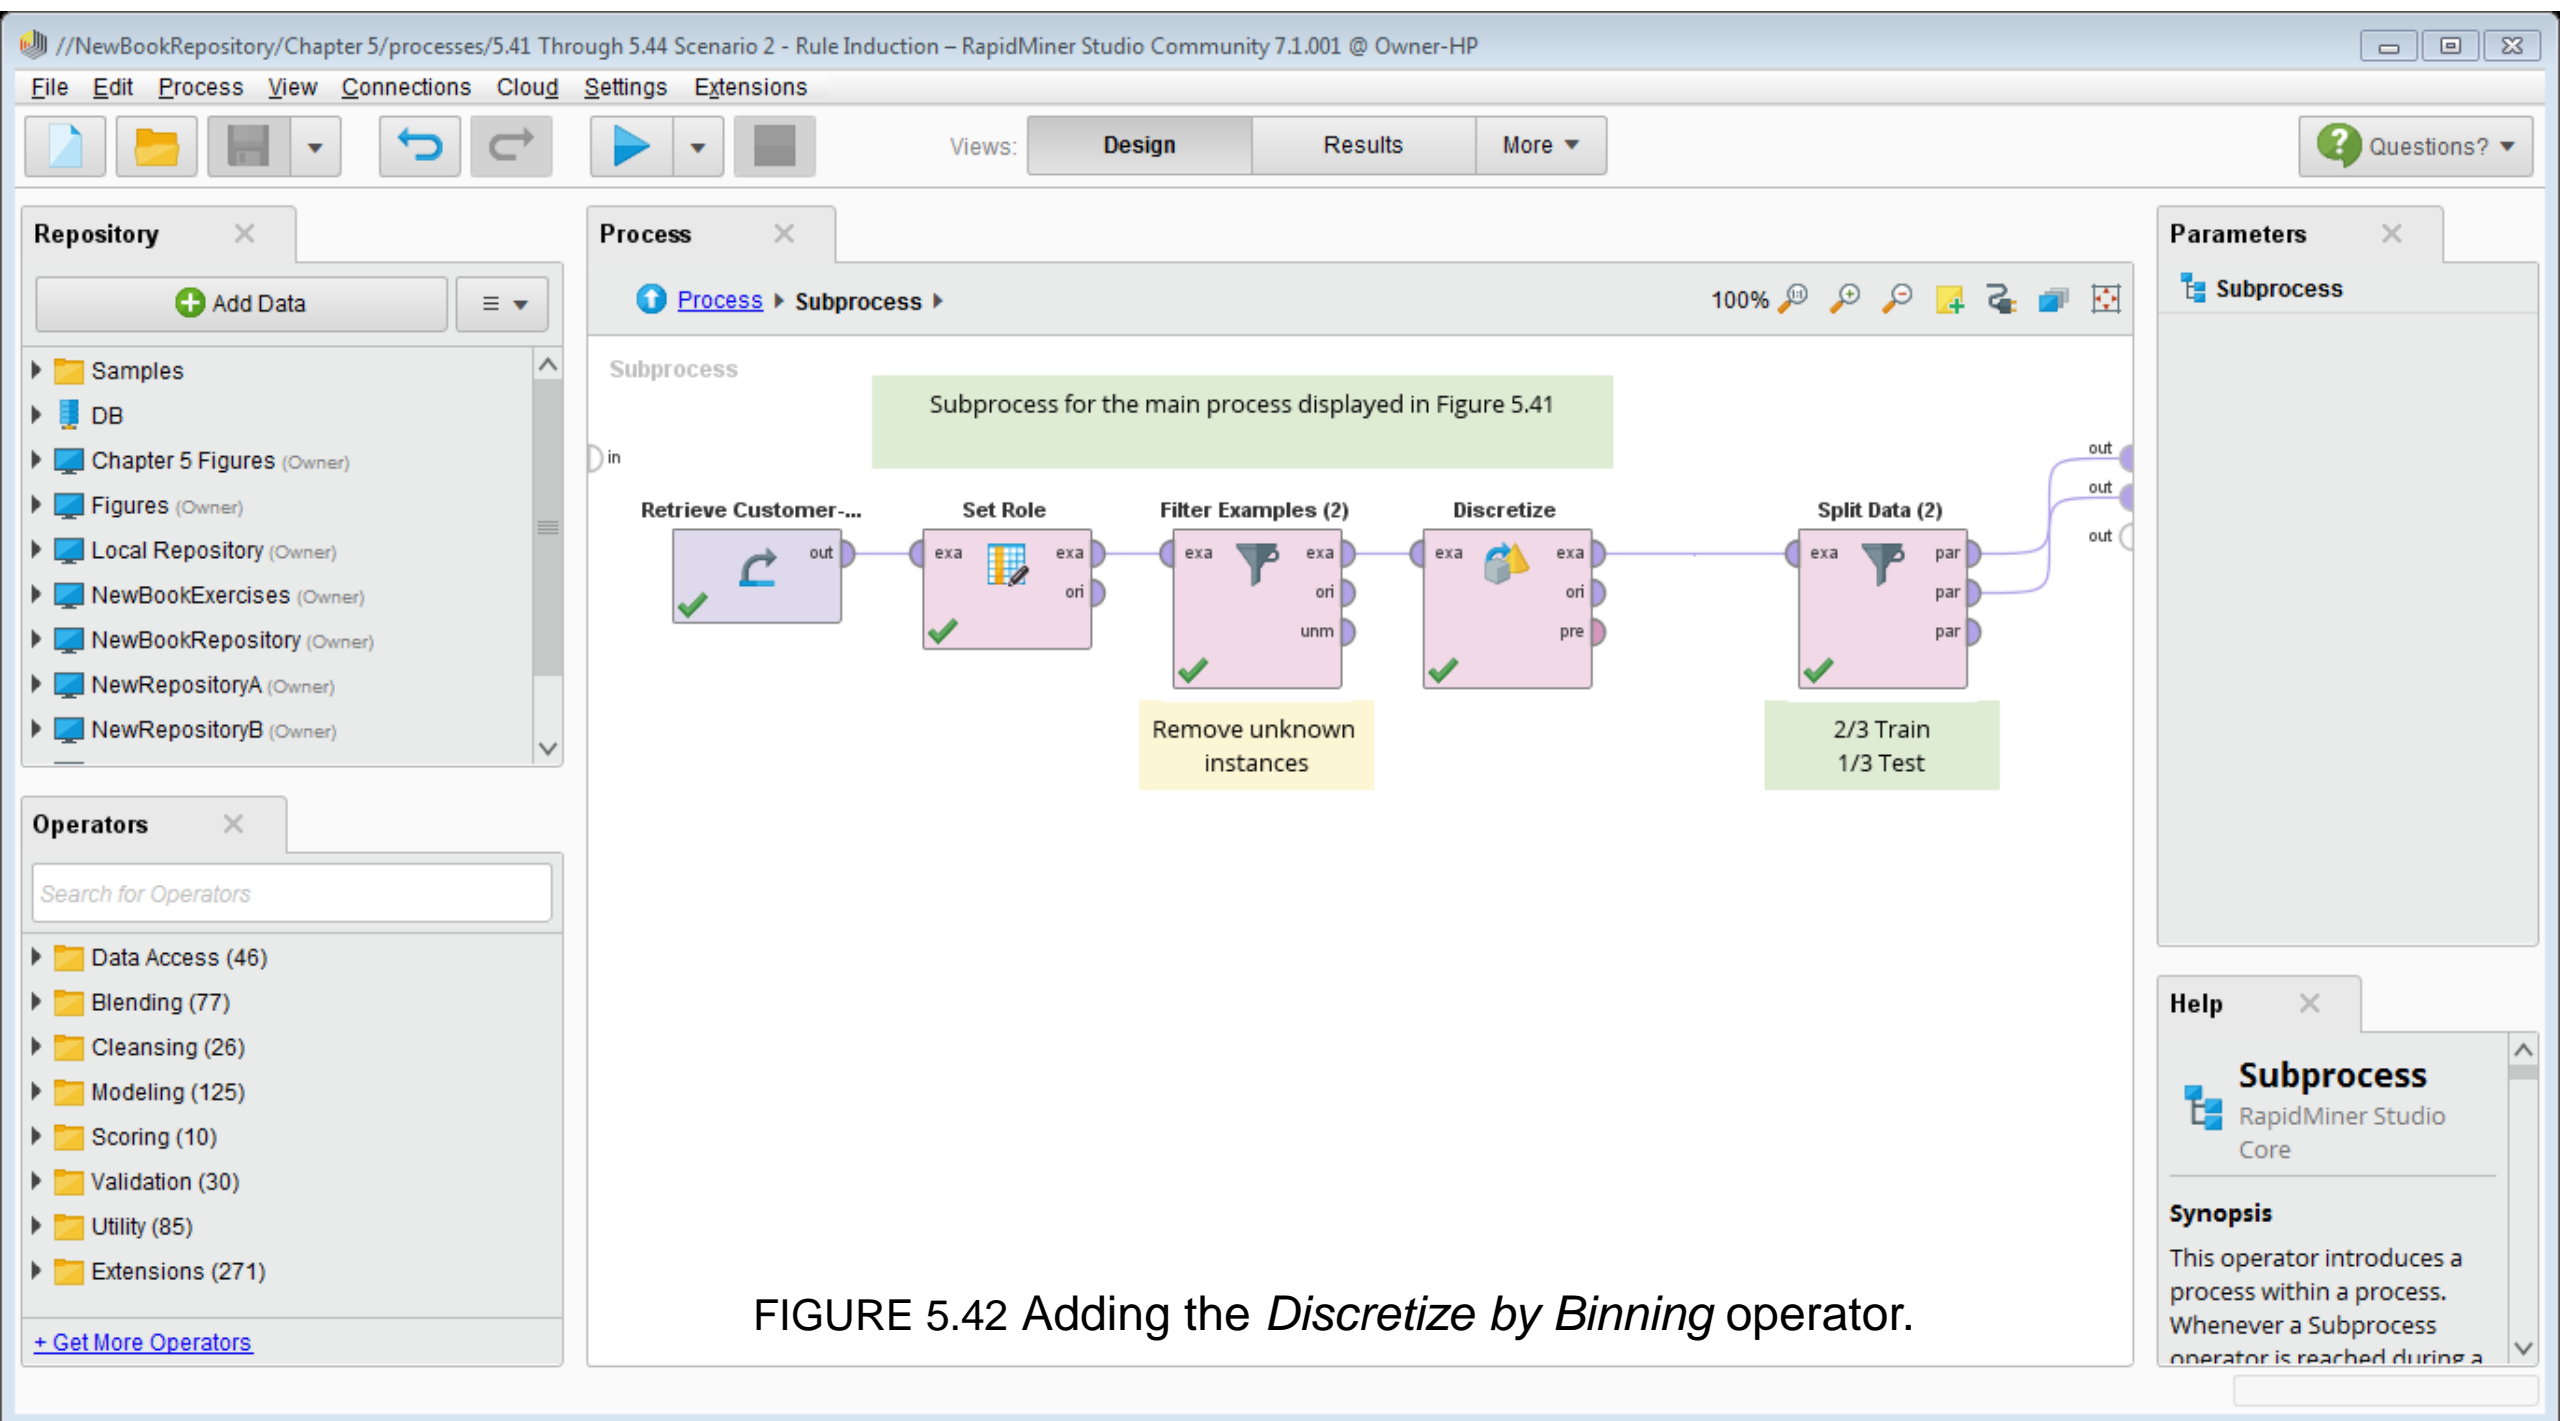 //NewBookRepository/Chapter 5/processes/5.41 Through 5.44 Scenario 2 - Rule Induction – RapidMiner Studio Community 7.1.001 @ Owner-HP
File Edit Process View Connections Cloud Settings Extensions
Views: Design Results More Questions?
Repository
Add Data
Samples
DB
Chapter 5 Figures (Owner)
Figures (Owner)
Local Repository (Owner)
NewBookExercises (Owner)
NewBookRepository (Owner)
NewRepositoryA (Owner)
NewRepositoryB (Owner)
Operators
Search for Operators
Data Access (46)
Blending (77)
Cleansing (26)
Modeling (125)
Scoring (10)
Validation (30)
Utility (85)
Extensions (271)
+ Get More Operators
Process
Process Subprocess
100%
Subprocess
Subprocess for the main process displayed in Figure 5.41
in
out
out
out
Retrieve Customer-... Set Role Filter Examples (2) Discretize Split Data (2)
out exa exa exa exa exa exa exa par
ori ori ori par
unm pre par
Remove unknown
instances
2/3 Train
1/3 Test
FIGURE 5.42 Adding the Discretize by Binning operator.
Parameters
Subprocess
Help
Subprocess
RapidMiner Studio
Core
Synopsis
This operator introduces a
process within a process.
Whenever a Subprocess
operator is reached during a